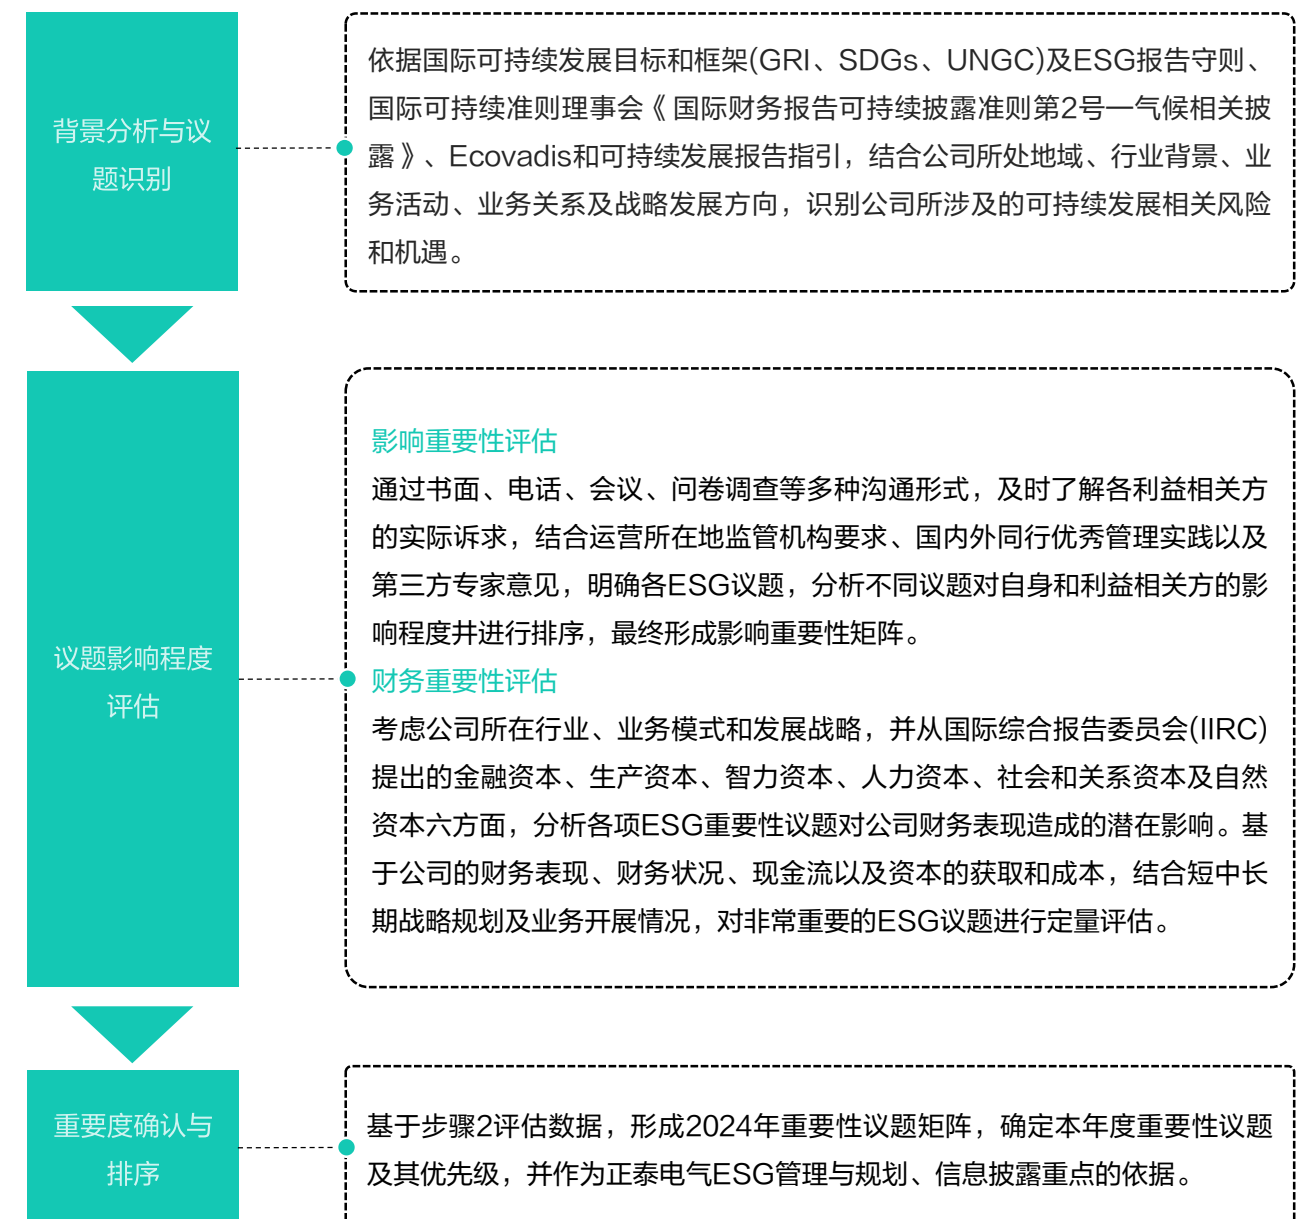 背景分析与议
题识别
依据国际可持续发展目标和框架(GRI、SDGs、UNGC)及ESG报告守则、
国际可持续准则理事会《国际财务报告可持续披露准则第2号—气候相关披
露》、Ecovadis和可持续发展报告指引，结合公司所处地域、行业背景、业
务活动、业务关系及战略发展方向，识别公司所涉及的可持续发展相关风险
和机遇。
议题影响程度
评估
影响重要性评估
通过书面、电话、会议、问卷调查等多种沟通形式，及时了解各利益相关方
的实际诉求，结合运营所在地监管机构要求、国内外同行优秀管理实践以及
第三方专家意见，明确各ESG议题，分析不同议题对自身和利益相关方的影
响程度井进行排序，最终形成影响重要性矩阵。
财务重要性评估
考虑公司所在行业、业务模式和发展战略，并从国际综合报告委员会(IIRC)
提出的金融资本、生产资本、智力资本、人力资本、社会和关系资本及自然
资本六方面，分析各项ESG重要性议题对公司财务表现造成的潜在影响。基
于公司的财务表现、财务状况、现金流以及资本的获取和成本，结合短中长
期战略规划及业务开展情况，对非常重要的ESG议题进行定量评估。
重要度确认与
排序
基于步骤2评估数据，形成2024年重要性议题矩阵，确定本年度重要性议题
及其优先级，并作为正泰电气ESG管理与规划、信息披露重点的依据。